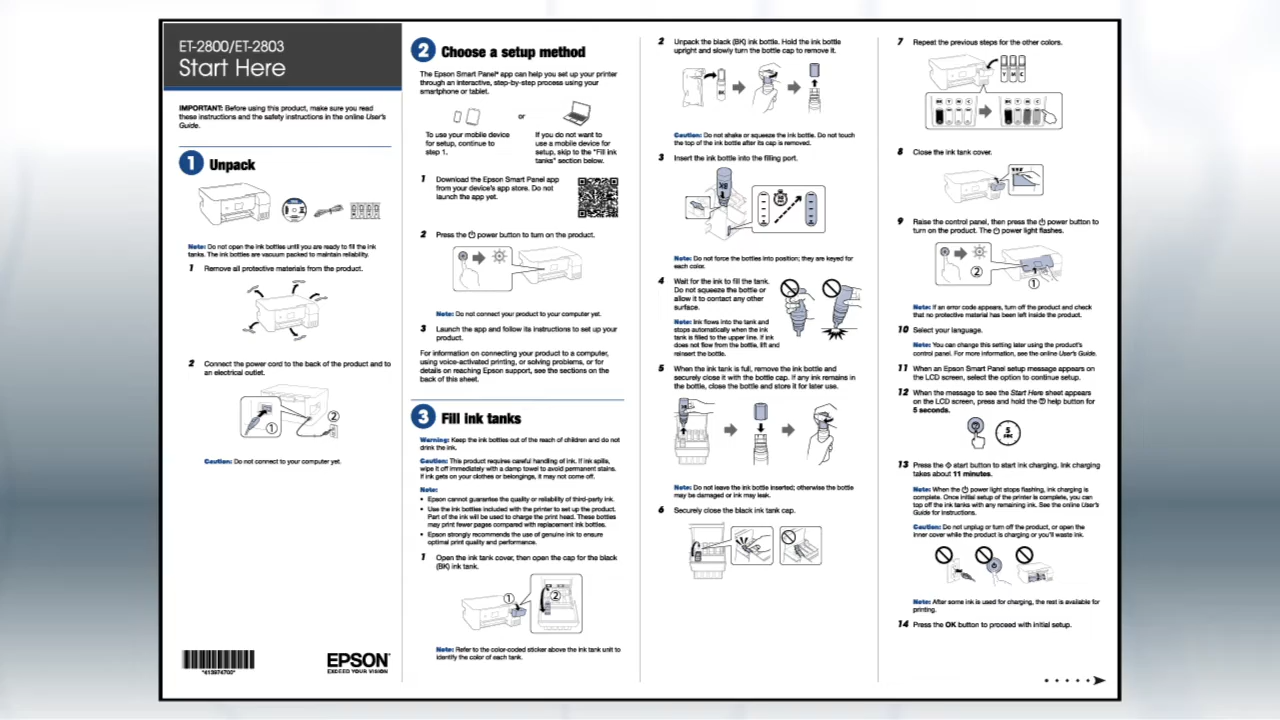 ET-2800/ET-2803
Start Here
IMPORTANT: Before using this product, make sure you read
these instructions and the safety instructions in the online User's
Guide.
1 Unpack
Note: Do not open the ink bottles until you are ready to fill the ink
tanks. The ink bottles are vacuum packed to maintain reliability.
1 Remove all protective materials from the product.
2 Connect the power cord to the back of the product and to
an electrical outlet.
1
2
Caution: Do not connect to your computer yet.
*413974700*
EPSON
EXCEED YOUR VISION
2 Choose a setup method
The Epson Smart Panel® app can help you set up your printer
through an interactive, step-by-step process using your
smartphone or tablet.
or
To use your mobile device
for setup, continue to
step 1.
If you do not want to
use a mobile device for
setup, skip to the "Fill ink
tanks" section below.
1 Download the Epson Smart Panel app
from your device's app store. Do not
launch the app yet.
2 Press the power button to turn on the product.
Note: Do not connect your product to your computer yet.
3 Launch the app and follow its instructions to set up your
product.
For information on connecting your product to a computer,
using voice-activated printing, or solving problems, or for
details on reaching Epson support, see the sections on the
back of this sheet.
3 Fill ink tanks
Warning: Keep the ink bottles out of the reach of children and do not
drink the ink.
Caution: This product requires careful handling of ink. If ink spills,
wipe it off immediately with a damp towel to avoid permanent stains.
If ink gets on your clothes or belongings, it may not come off.
Note:
• Epson cannot guarantee the quality or reliability of third-party ink.
• Use the ink bottles included with the printer to set up the product.
Part of the ink will be used to charge the print head. These bottles
may print fewer pages compared with replacement ink bottles.
• Epson strongly recommends the use of genuine ink to ensure
optimal print quality and performance.
1 Open the ink tank cover, then open the cap for the black
(BK) ink tank.
1
2
Note: Refer to the color-coded sticker above the ink tank unit to
identify the color of each tank.
2 Unpack the black (BK) ink bottle. Hold the ink bottle
upright and slowly turn the bottle cap to remove it.
BK
Caution: Do not shake or squeeze the ink bottle. Do not touch
the top of the ink bottle after its cap is removed.
3 Insert the ink bottle into the filling port.
BK
Note: Do not force the bottles into position; they are keyed for
each color.
4 Wait for the ink to fill the tank.
Do not squeeze the bottle or
allow it to contact any other
surface.
Note: Ink flows into the tank and
stops automatically when the ink
tank is filled to the upper line. If ink
does not flow from the bottle, lift and
reinsert the bottle.
5 When the ink tank is full, remove the ink bottle and
securely close it with the bottle cap. If any ink remains in
the bottle, close the bottle and store it for later use.
Note: Do not leave the ink bottle inserted; otherwise the bottle
may be damaged or ink may leak.
6 Securely close the black ink tank cap.
7 Repeat the previous steps for the other colors.
Y M C
BK Y M C
BK Y M C
8 Close the ink tank cover.
9 Raise the control panel, then press the power button to
turn on the product. The power light flashes.
2
1
Note: If an error code appears, turn off the product and check
that no protective material has been left inside the product.
10 Select your language.
Note: You can change this setting later using the product's
control panel. For more information, see the online User's Guide.
11 When an Epson Smart Panel setup message appears on
the LCD screen, select the option to continue setup.
12 When the message to see the Start Here sheet appears
on the LCD screen, press and hold the help button for
5 seconds.
5
SEC
13 Press the start button to start ink charging. Ink charging
takes about 11 minutes.
Note: When the power light stops flashing, ink charging is
complete. Once initial setup of the printer is complete, you can
top off the ink tanks with any remaining ink. See the online User's
Guide for instructions.
Caution: Do not unplug or turn off the product, or open the
inner cover while the product is charging or you'll waste ink.
Note: After some ink is used for charging, the rest is available for
printing.
14 Press the OK button to proceed with initial setup.